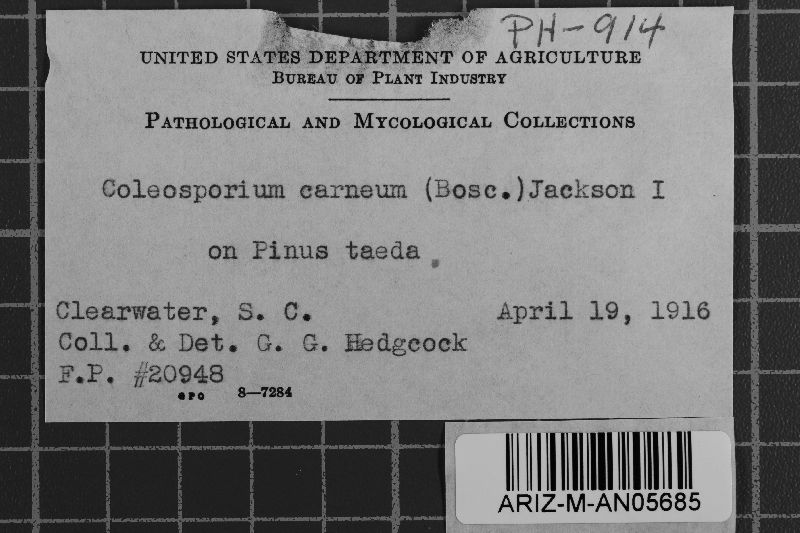 PH-914
UNITED STATES DEPARTMENT OF AGRICULTURE
BUREAU OF PLANT INDUSTRY
PATHOLOGICAL AND MYCOLOGICAL COLLECTIONS
Coleosporium carneum (Bosc.)Jackson I
on Pinus taeda
Clearwater, S. C. April 19, 1916
Coll. & Det. G. G. Hedgcock
F.P. #20948
GPO 8—7284
ARIZ-M-AN05685